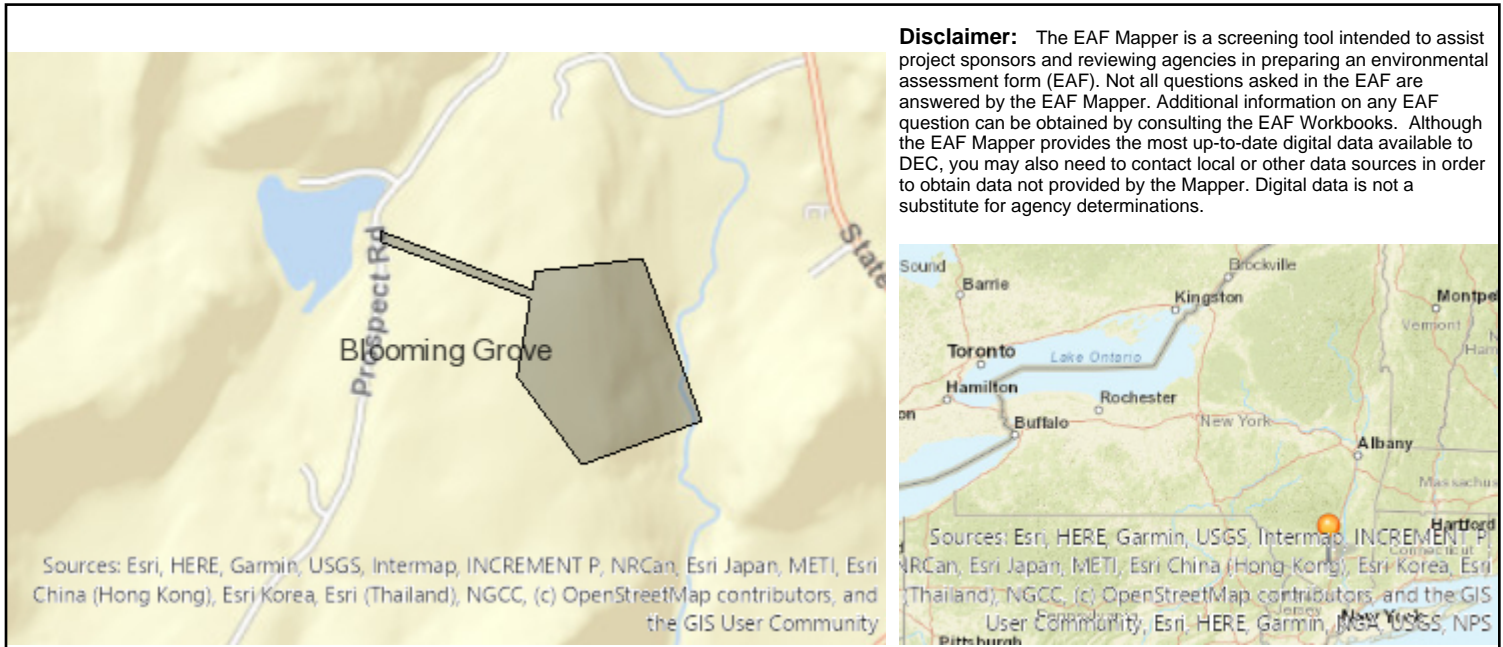 Disclaimer: The EAF Mapper is a screening tool intended to assist
project sponsors and reviewing agencies in preparing an environmental
assessment form (EAF). Not all questions asked in the EAF are
answered by the EAF Mapper. Additional information on any EAF
question can be obtained by consulting the EAF Workbooks. Although
the EAF Mapper provides the most up-to-date digital data available to
DEC, you may also need to contact local or other data sources in order
to obtain data not provided by the Mapper. Digital data is not a
substitute for agency determinations.
Prospect Rd
Blooming Grove
State
Sources: Esri, HERE, Garmin, USGS, Intermap, INCREMENT P, NRCan, Esri Japan, METI, Esri
China (Hong Kong), Esri Korea, Esri (Thailand), NGCC, (c) OpenStreetMap contributors, and
the GIS User Community
Sound
Barrie
Brockville
Kingston
Montpel
Vermont
Toronto
Lake Ontario
Ham
Hamilton
on
Rochester
Buffalo
New York
Albany
Massachus
Hartford
Connecticut
Sources: Esri, HERE, Garmin, USGS, Intermap, INCREMENT P,
NRCan, Esri Japan, METI, Esri China (Hong Kong), Esri Korea, Esri
(Thailand), NGCC, (c) OpenStreetMap contributors, and the GIS
User Community, Esri, HERE, Garmin, NGA, USGS, NPS
Pennsylvania
Jersey
New York
Pittsburgh